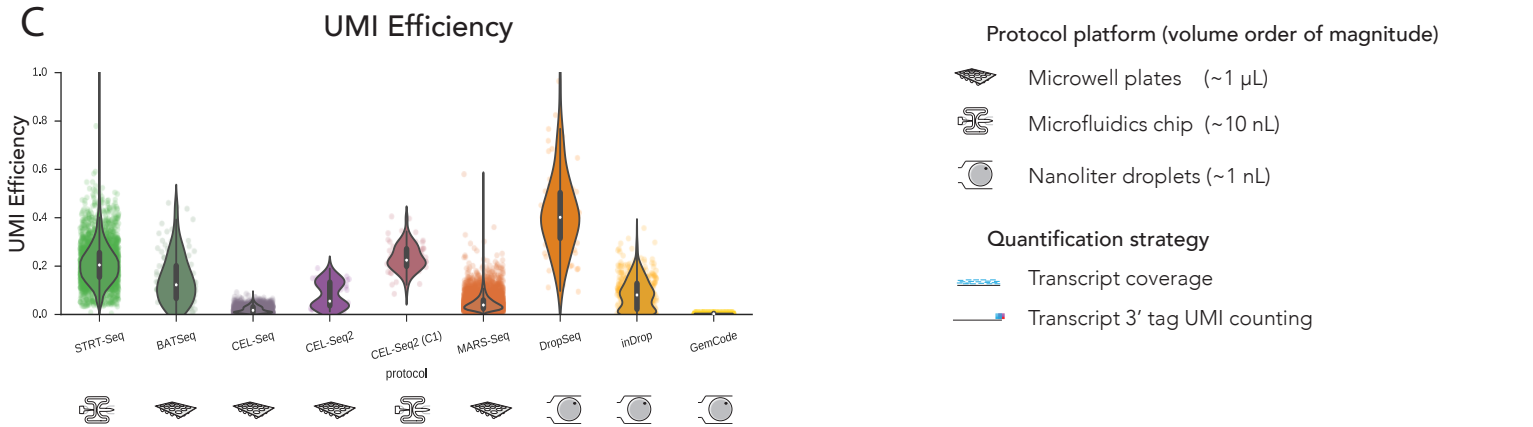 C
UMI Efficiency
UMI Efficiency
1.0
0.8
0.6
0.4
0.2
0.0
STRT-Seq
BATSeq
CEL-Seq
CEL-Seq2
CEL-Seq2 (C1)
MARS-Seq
DropSeq
inDrop
GemCode
protocol
Protocol platform (volume order of magnitude)
Microwell plates (~1 µL)
Microfluidics chip (~10 nL)
Nanoliter droplets (~1 nL)
Quantification strategy
Transcript coverage
Transcript 3’ tag UMI counting